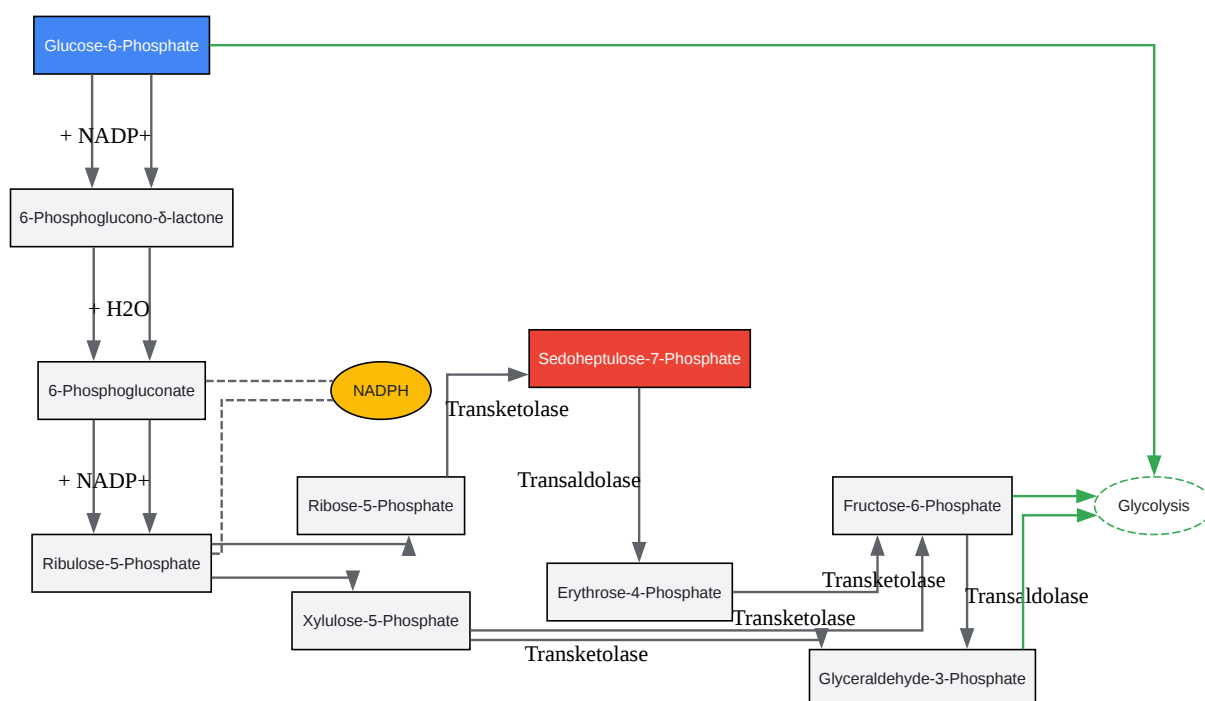 Glucose-6-Phosphate
+ NADP+
6-Phosphoglucono-δ-lactone
+ H2O
Sedoheptulose-7-Phosphate
6-Phosphogluconate
NADPH
Transketolase
+ NADP+
Transaldolase
Ribose-5-Phosphate
Fructose-6-Phosphate
Glycolysis
Ribulose-5-Phosphate
Erythrose-4-Phosphate
Transketolase
Transaldolase
Xylulose-5-Phosphate
Transketolase
Transketolase
Glyceraldehyde-3-Phosphate